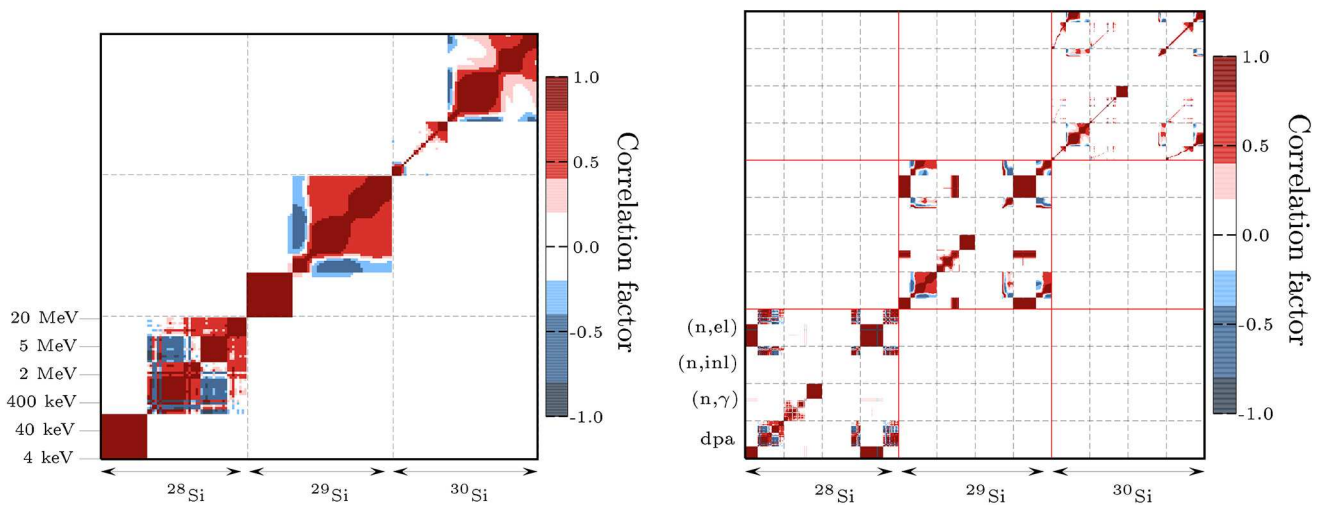 20 MeV
5 MeV
2 MeV
400 keV
40 keV
4 keV
²⁸Si
²⁹Si
³⁰Si
1.0
0.5
0.0
-0.5
-1.0
Correlation factor
(n,el)
(n,inl)
(n,γ)
dpa
²⁸Si
²⁹Si
³⁰Si
1.0
0.5
0.0
-0.5
-1.0
Correlation factor